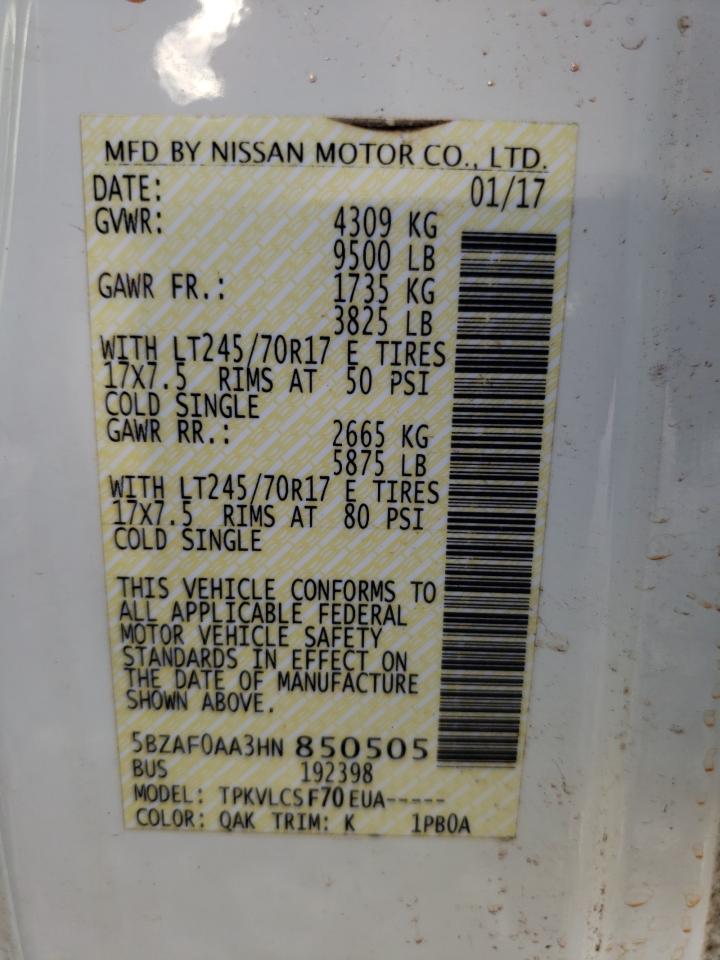 MFD BY NISSAN MOTOR CO., LTD.
DATE: 01/17
GVWR: 4309 KG
9500 LB
GAWR FR.: 1735 KG
3825 LB
WITH LT245/70R17 E TIRES
17X7.5 RIMS AT 50 PSI
COLD SINGLE
GAWR RR.: 2665 KG
5875 LB
WITH LT245/70R17 E TIRES
17X7.5 RIMS AT 80 PSI
COLD SINGLE
THIS VEHICLE CONFORMS TO
ALL APPLICABLE FEDERAL
MOTOR VEHICLE SAFETY
STANDARDS IN EFFECT ON
THE DATE OF MANUFACTURE
SHOWN ABOVE.
5BZAF0AA3HN 850505
BUS 192398
MODEL: TPKVLCS F70 EUA-----
COLOR: QAK TRIM: K 1PB0A